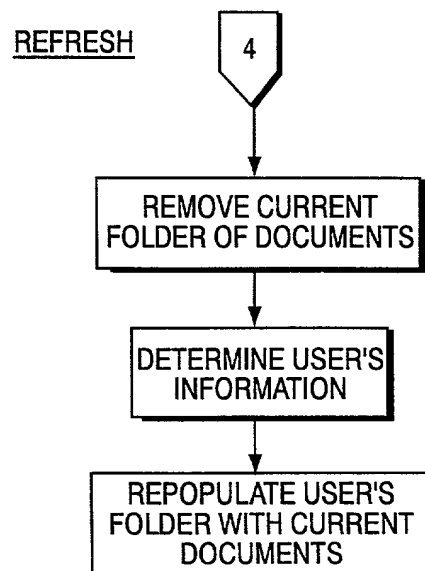 REFRESH
4
REMOVE CURRENT
FOLDER OF DOCUMENTS
DETERMINE USER'S
INFORMATION
REPOPULATE USER'S
FOLDER WITH CURRENT
DOCUMENTS